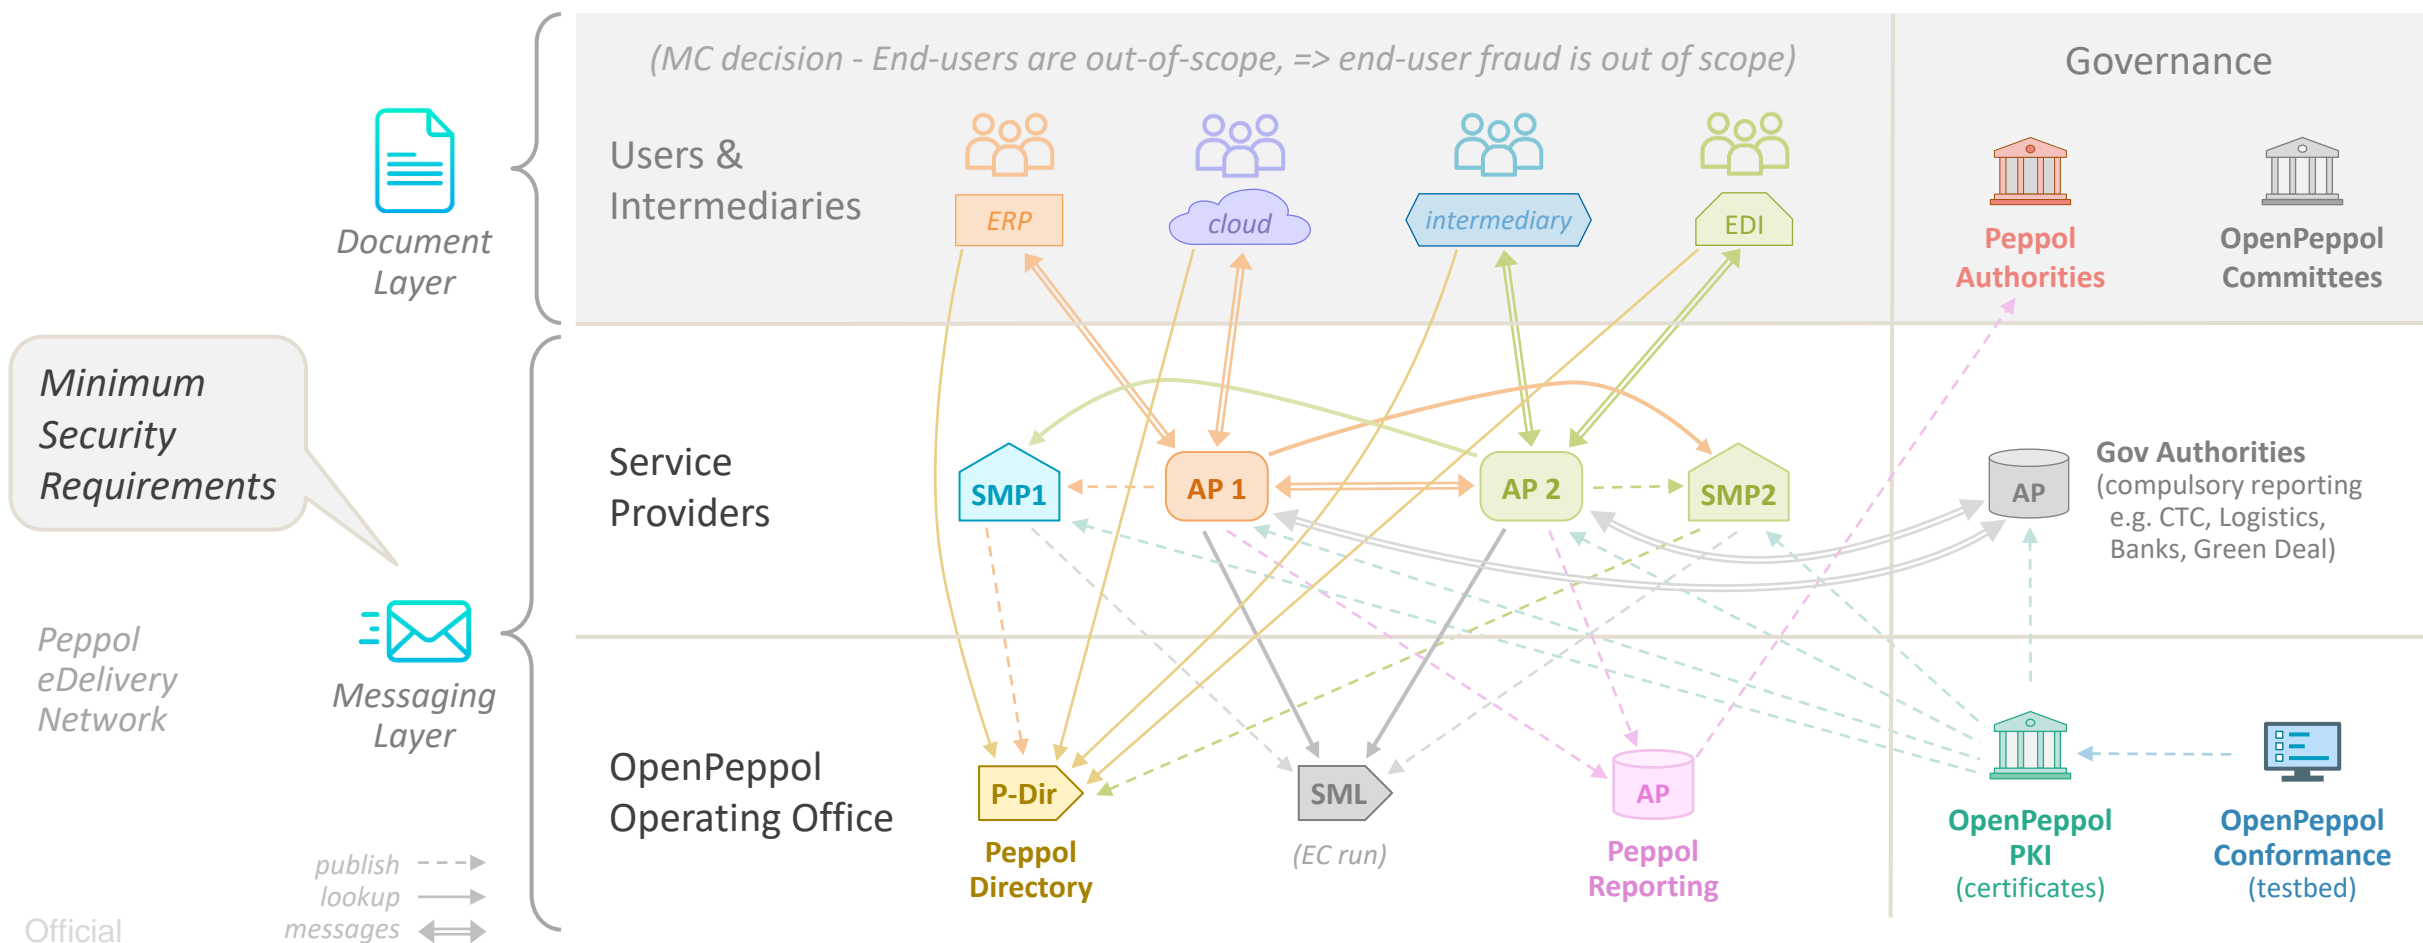 (MC decision - End-users are out-of-scope, => end-user fraud is out of scope)
Governance
Users &
Intermediaries
ERP
cloud
intermediary
EDI
Document
Layer
Peppol
Authorities
OpenPeppol
Committees
Minimum
Security
Requirements
Service
Providers
SMP1
AP 1
AP 2
SMP2
AP
Gov Authorities
(compulsory reporting
e.g. CTC, Logistics,
Banks, Green Deal)
Peppol
eDelivery
Network
Messaging
Layer
OpenPeppol
Operating Office
P-Dir
Peppol
Directory
SML
(EC run)
AP
Peppol
Reporting
OpenPeppol
PKI
(certificates)
OpenPeppol
Conformance
(testbed)
publish
lookup
messages
Official